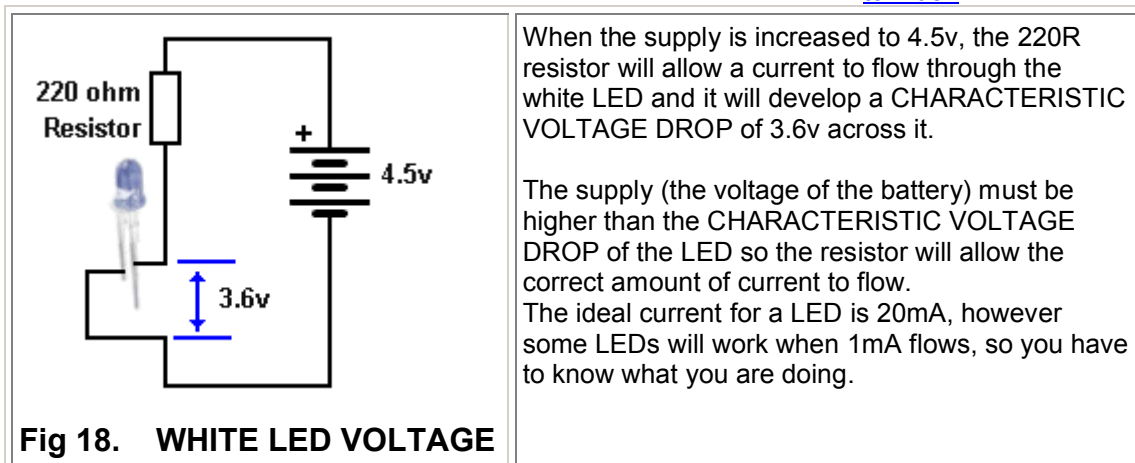 220 ohm
Resistor
+
4.5v
3.6v
Fig 18. WHITE LED VOLTAGE
When the supply is increased to 4.5v, the 220R
resistor will allow a current to flow through the
white LED and it will develop a CHARACTERISTIC
VOLTAGE DROP of 3.6v across it.
The supply (the voltage of the battery) must be
higher than the CHARACTERISTIC VOLTAGE
DROP of the LED so the resistor will allow the
correct amount of current to flow.
The ideal current for a LED is 20mA, however
some LEDs will work when 1mA flows, so you have
to know what you are doing.